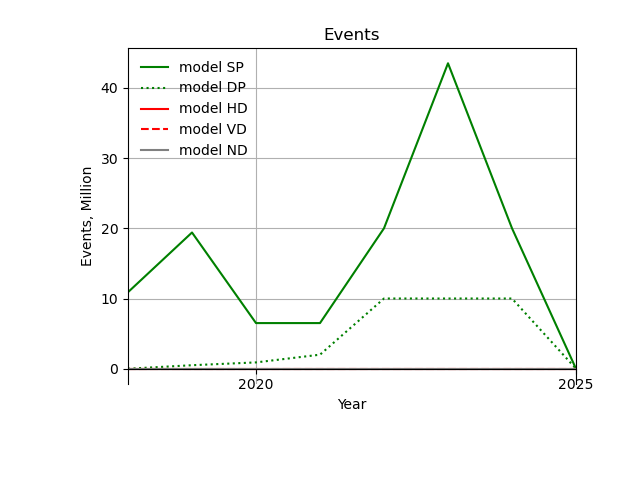 Events
model SP
model DP
model HD
model VD
model ND
40
30
20
10
0
Events, Million
2020
2025
Year